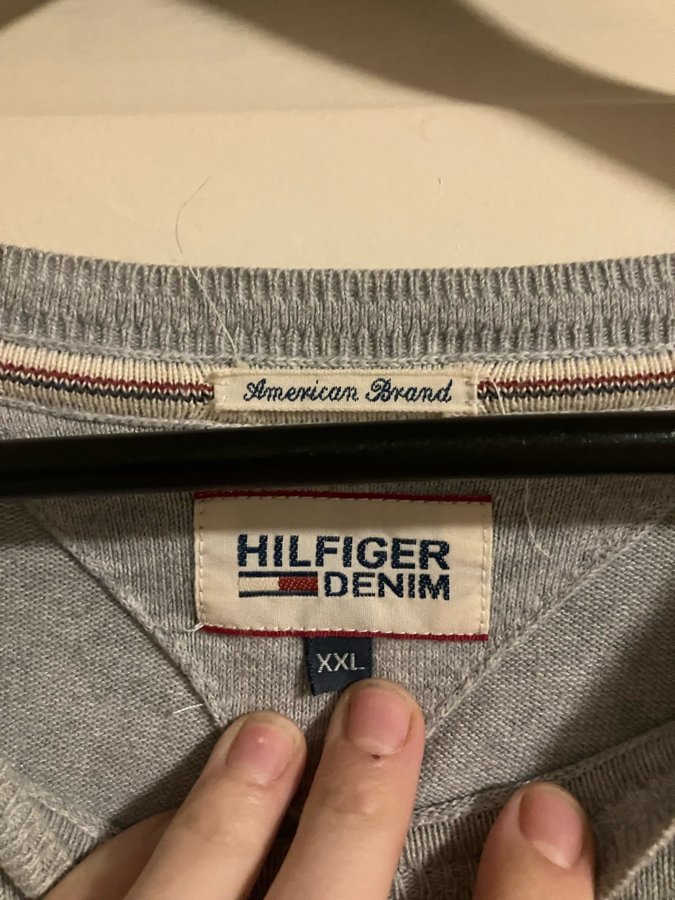 American Brand
HILFIGER
DENIM
XXL